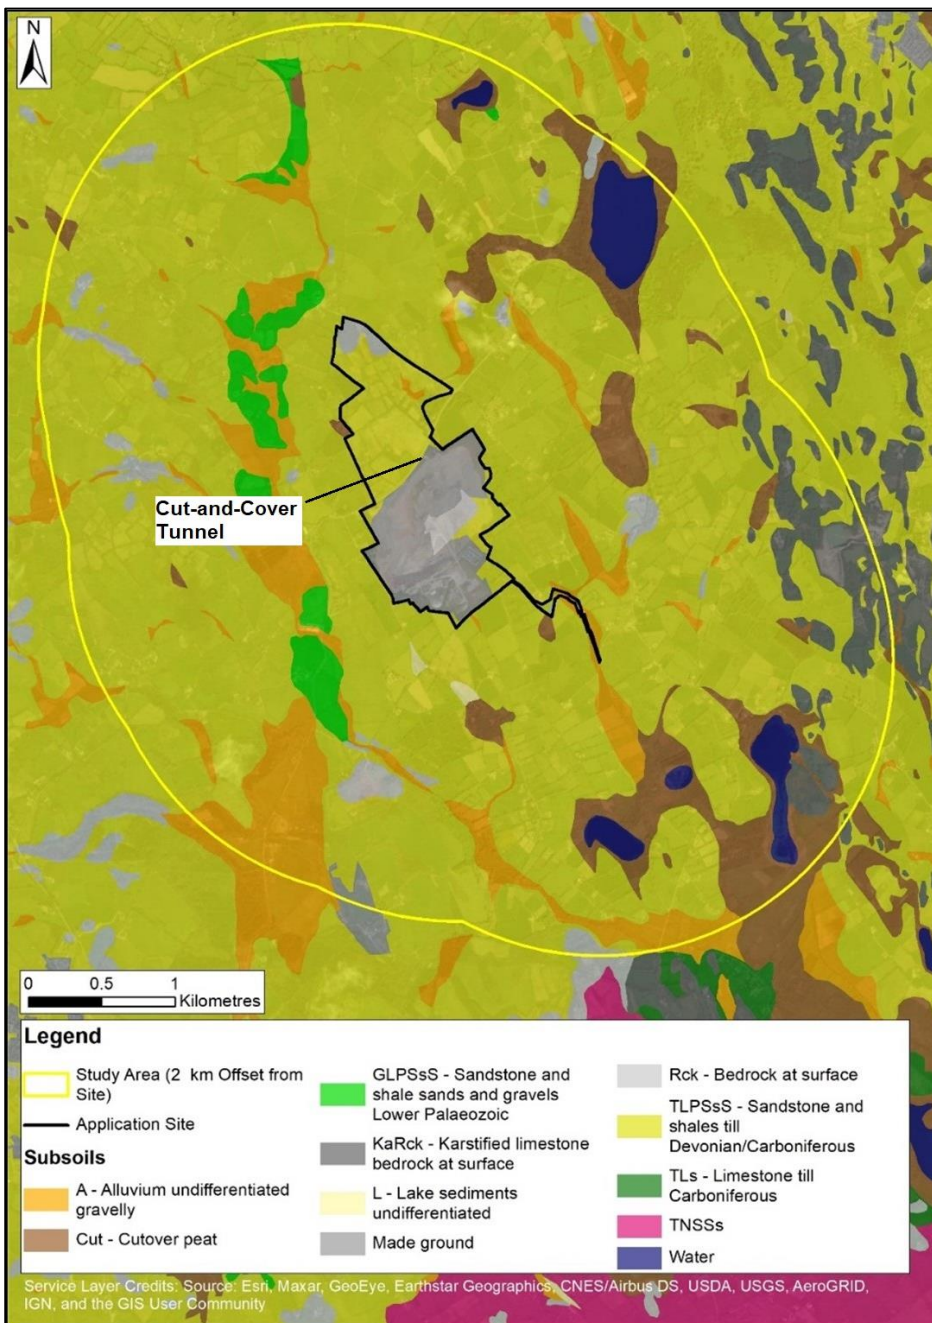 N
Cut-and-Cover
Tunnel
0 0.5 1
Kilometres
Legend
Study Area (2 km Offset from
Site)
Application Site
Subsoils
A - Alluvium undifferentiated
gravelly
Cut - Cutover peat
GLPSsS - Sandstone and
shale sands and gravels
Lower Palaeozoic
KaRck - Karstified limestone
bedrock at surface
L - Lake sediments
undifferentiated
Made ground
Rck - Bedrock at surface
TLPSsS - Sandstone and
shales till
Devonian/Carboniferous
TLs - Limestone till
Carboniferous
TNSSs
Water
Service Layer Credits: Source: Esri, Maxar, GeoEye, Earthstar Geographics, CNES/Airbus DS, USDA, USGS, AeroGRID,
IGN, and the GIS User Community